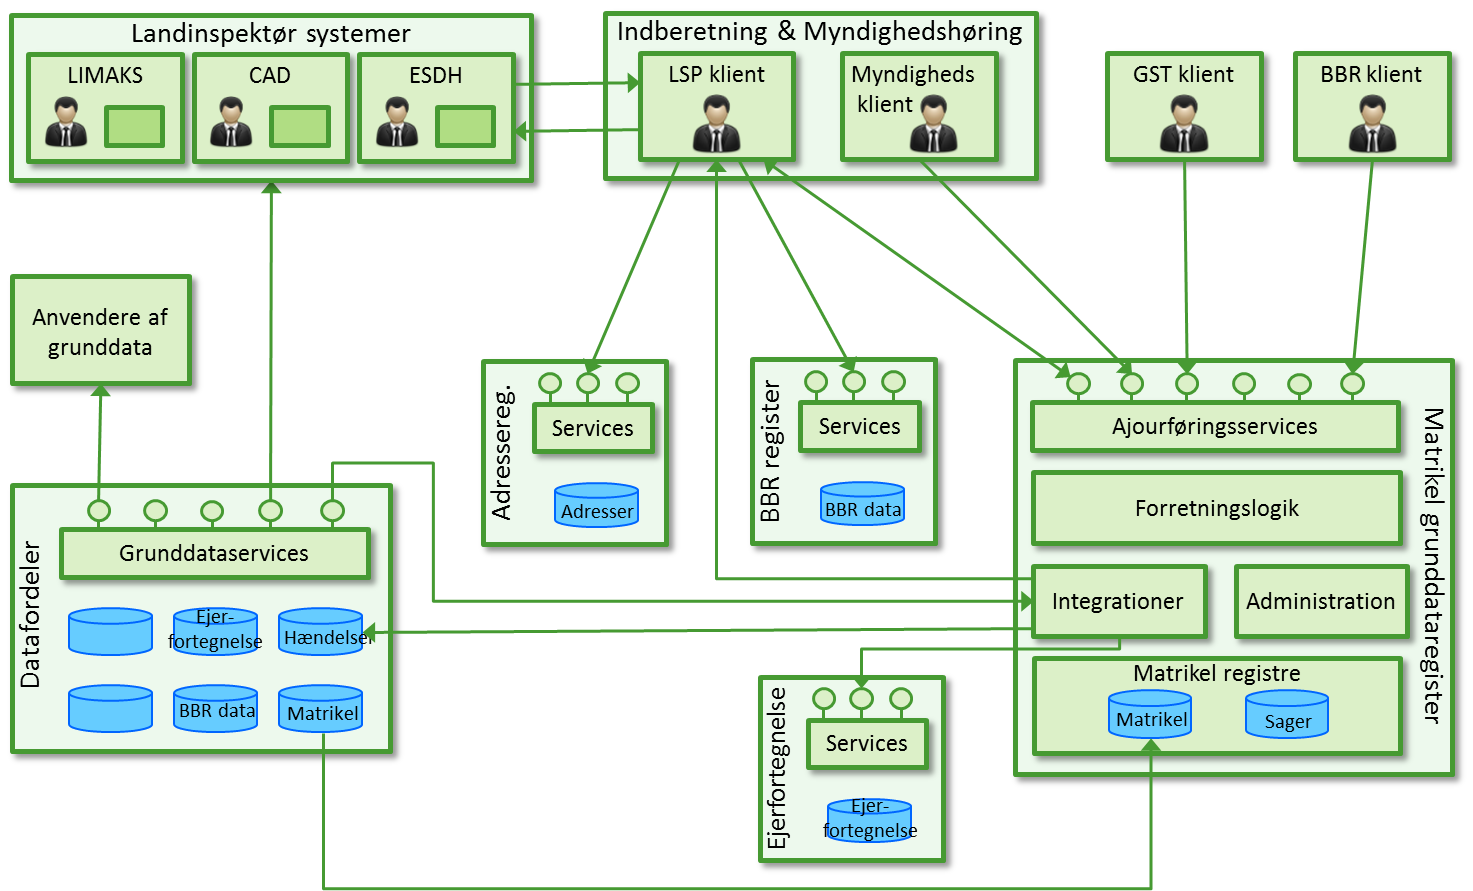 Landinspektør systemer
LIMAKS
CAD
ESDH
Indberetning & Myndighedshøring
LSP klient
Myndigheds
klient
GST klient
BBR klient
Anvendere af
grunddata
Adressereg.
Services
Adresser
BBR register
Services
BBR data
Matrikel grunddataregister
Ajourføringsservices
Forretningslogik
Integrationer
Administration
Matrikel registre
Matrikel
Sager
Datafordeler
Grunddataservices
Ejer-
fortegnelse
Hændelser
BBR data
Matrikel
Ejerfortegnelse
Services
Ejer-
fortegnelse